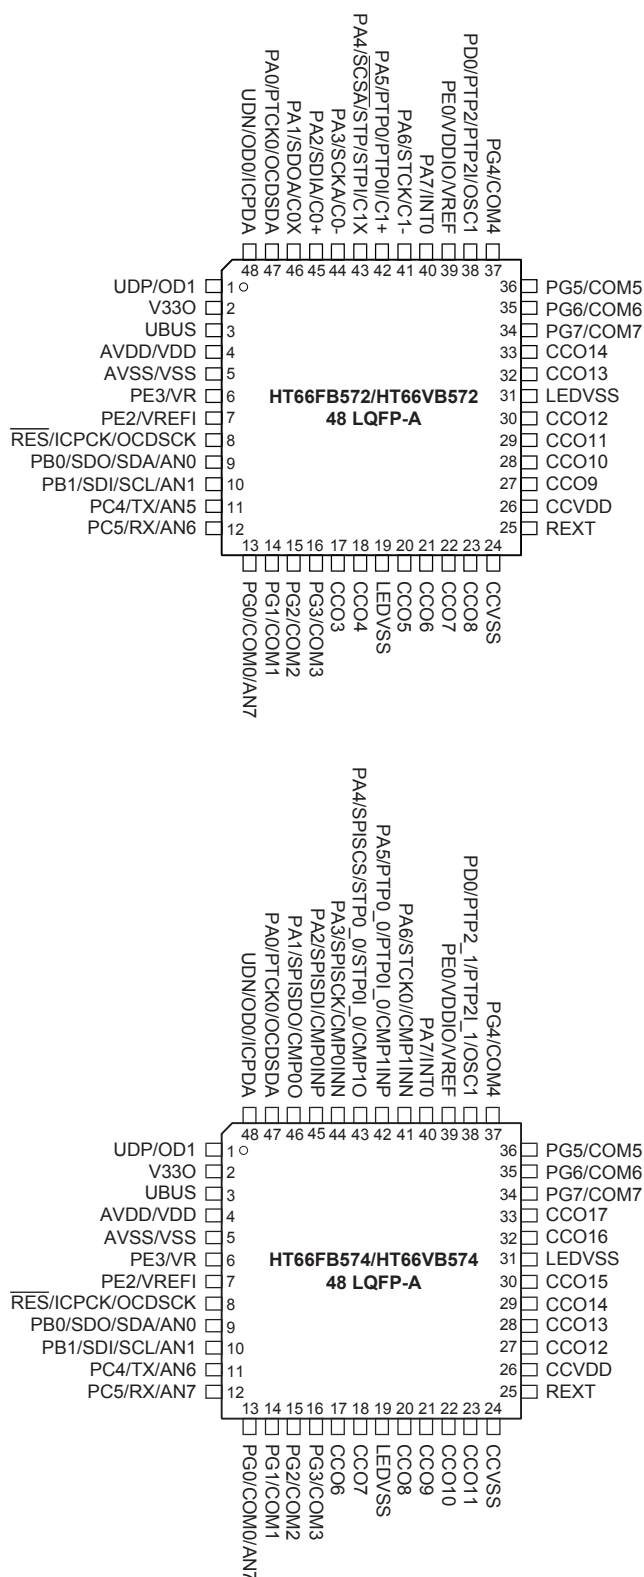 UDN/OD0/ICPDA
PA0/PTCK0/OCDSDA
PA1/SDOA/C0X
PA2/SDIA/C0+
PA3/SCKA/C0-
PA4/SCSA/STP/STPI/C1X
PA5/PTP0/PTP0I/C1+
PA6/STCK/C1-
PA7/INT0
PE0/VDDIO/VREF
PD0/PTP2/PTP2I/OSC1
PG4/COM4
48 47 46 45 44 43 42 41 40 39 38 37
UDP/OD1 1 36 PG5/COM5
V33O 2 35 PG6/COM6
UBUS 3 34 PG7/COM7
AVDD/VDD 4 33 CCO14
AVSS/VSS 5 32 CCO13
PE3/VR 6 HT66FB572/HT66VB572 31 LEDVSS
PE2/VREFI 7 48 LQFP-A 30 CCO12
RES/ICPCK/OCDSCK 8 29 CCO11
PB0/SDO/SDA/AN0 9 28 CCO10
PB1/SDI/SCL/AN1 10 27 CCO9
PC4/TX/AN5 11 26 CCVDD
PC5/RX/AN6 12 25 REXT
13 14 15 16 17 18 19 20 21 22 23 24
PG0/COM0/AN7
PG1/COM1
PG2/COM2
PG3/COM3
CCO3
CCO4
LEDVSS
CCO5
CCO6
CCO7
CCO8
CCVSS
UDN/OD0/ICPDA
PA0/PTCK0/OCDSDA
PA1/SPISDO/CMP0O
PA2/SPISDI/CMP0INP
PA3/SPISCK/CMP0INN
PA4/SPISCS/STP0_0/STP0I_0/CMP1O
PA5/PTP0_0/PTP0I_0/CMP1INP
PA6/STCK0//CMP1INN
PA7/INT0
PE0/VDDIO/VREF
PD0/PTP2_1/PTP2I_1/OSC1
PG4/COM4
48 47 46 45 44 43 42 41 40 39 38 37
UDP/OD1 1 36 PG5/COM5
V33O 2 35 PG6/COM6
UBUS 3 34 PG7/COM7
AVDD/VDD 4 33 CCO17
AVSS/VSS 5 32 CCO16
PE3/VR 6 HT66FB574/HT66VB574 31 LEDVSS
PE2/VREFI 7 48 LQFP-A 30 CCO15
RES/ICPCK/OCDSCK 8 29 CCO14
PB0/SDO/SDA/AN0 9 28 CCO13
PB1/SDI/SCL/AN1 10 27 CCO12
PC4/TX/AN6 11 26 CCVDD
PC5/RX/AN7 12 25 REXT
13 14 15 16 17 18 19 20 21 22 23 24
PG0/COM0/AN7
PG1/COM1
PG2/COM2
PG3/COM3
CCO6
CCO7
LEDVSS
CCO8
CCO9
CCO10
CCO11
CCVSS